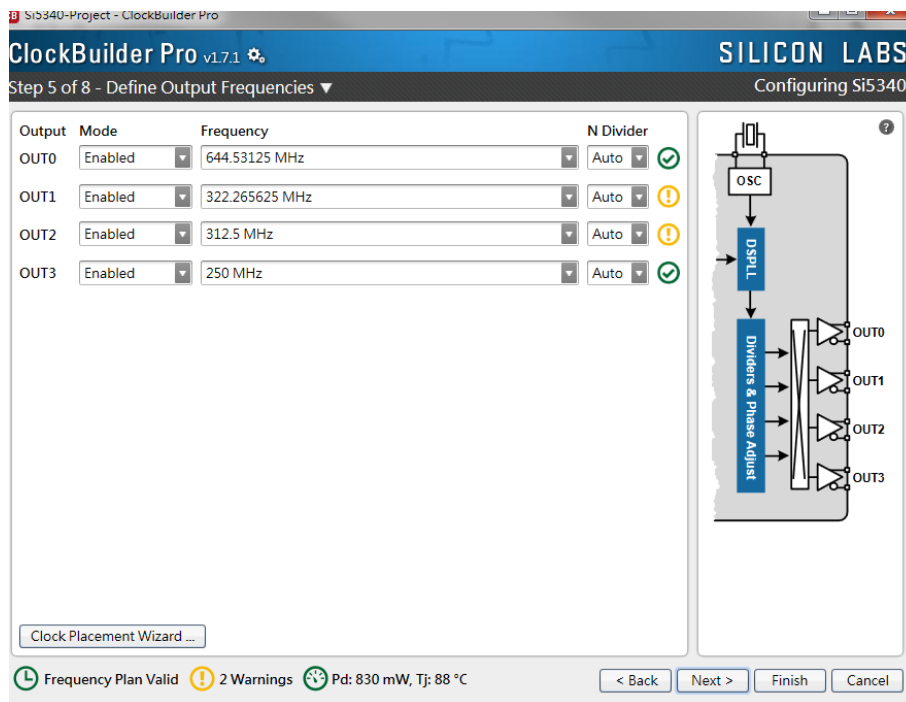 Si5340-Project - ClockBuilder Pro
ClockBuilder Pro v1.7.1
SILICON LABS
Step 5 of 8 - Define Output Frequencies ▼
Configuring Si5340
Output Mode Frequency N Divider
OUT0 Enabled 644.53125 MHz Auto
OUT1 Enabled 322.265625 MHz Auto
OUT2 Enabled 312.5 MHz Auto
OUT3 Enabled 250 MHz Auto
?
OSC
DSPLL
Dividers & Phase Adjust
OUT0
OUT1
OUT2
OUT3
Clock Placement Wizard ...
Frequency Plan Valid 2 Warnings Pd: 830 mW, Tj: 88 °C
< Back Next > Finish Cancel